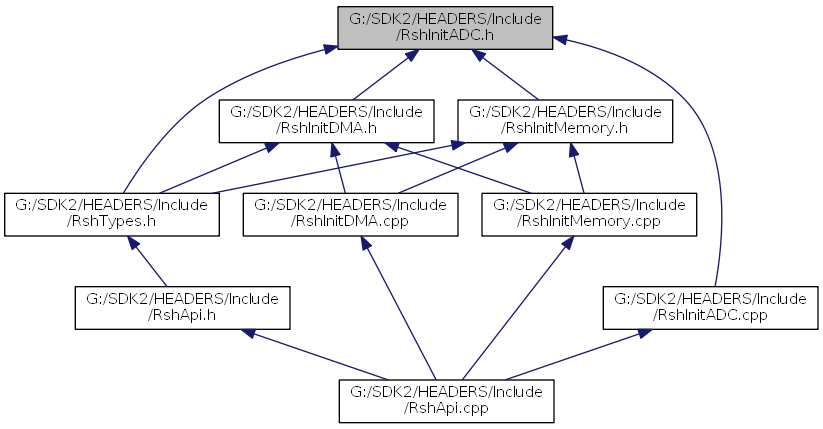 G:/SDK2/HEADERS/Include
/RshInitADC.h
G:/SDK2/HEADERS/Include
/RshInitDMA.h
G:/SDK2/HEADERS/Include
/RshInitMemory.h
G:/SDK2/HEADERS/Include
/RshTypes.h
G:/SDK2/HEADERS/Include
/RshInitDMA.cpp
G:/SDK2/HEADERS/Include
/RshInitMemory.cpp
G:/SDK2/HEADERS/Include
/RshApi.h
G:/SDK2/HEADERS/Include
/RshInitADC.cpp
G:/SDK2/HEADERS/Include
/RshApi.cpp